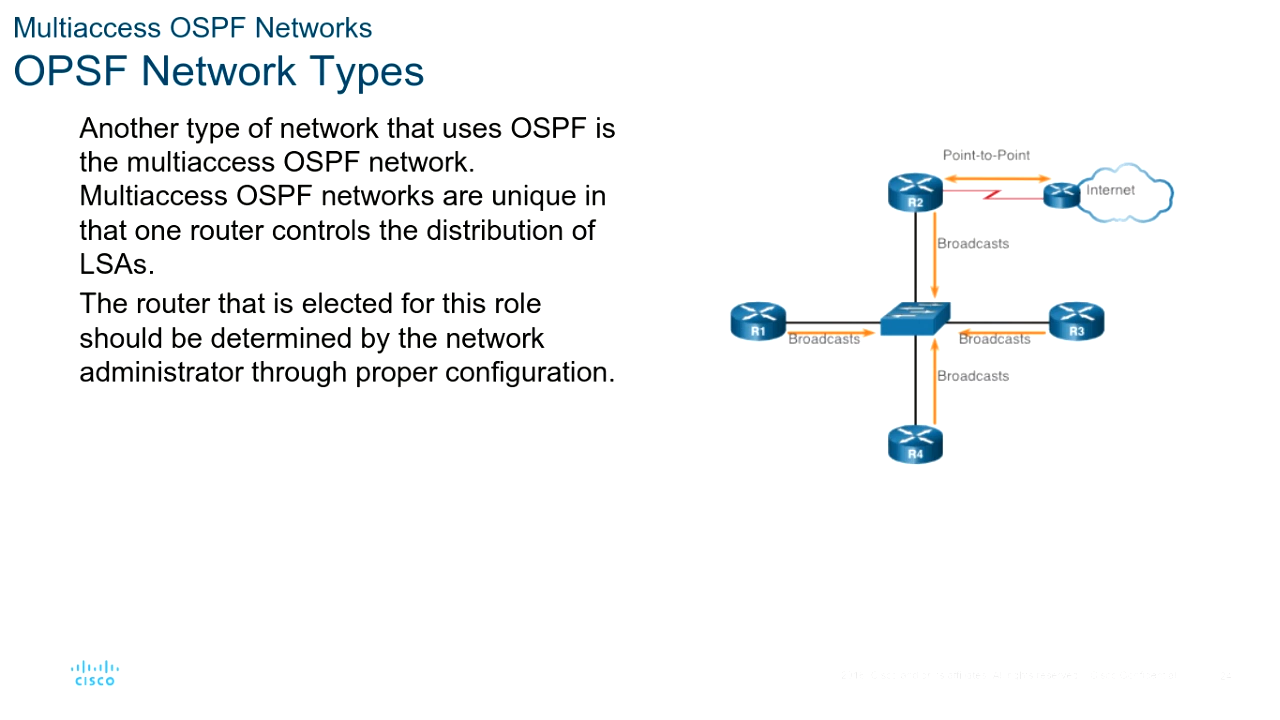 Multiaccess OSPF Networks
OPSF Network Types
Another type of network that uses OSPF is
the multiaccess OSPF network.
Multiaccess OSPF networks are unique in
that one router controls the distribution of
LSAs.
The router that is elected for this role
should be determined by the network
administrator through proper configuration.
Point-to-Point
R2
Internet
Broadcasts
R1
Broadcasts
Broadcasts
R3
Broadcasts
R4
CISCO